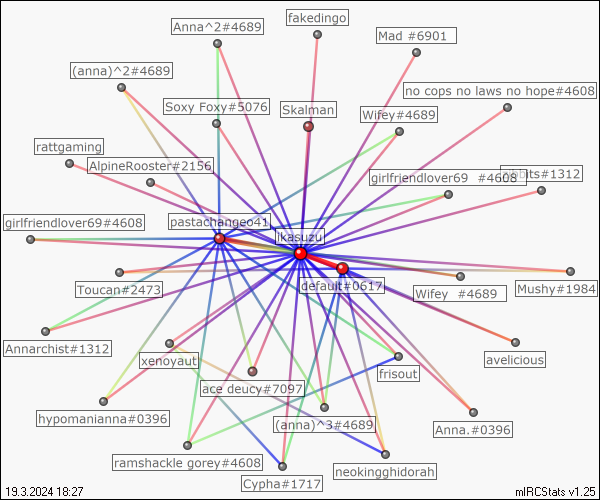 fakedingo
Anna^2#4689
Mad #6901
(anna)^2#4689
no cops no laws no hope#4608
Soxy Foxy#5076
Skalman
Wifey#4689
rattgaming
AlpineRooster#2156
girlfriendlover69 #4608
#1312
girlfriendlover69#4608
pastachangeo41
ikasuzu
Toucan#2473
default#0617
Wifey #4689
Mushy#1984
Annarchist#1312
xenoyaut
avelicious
frisout
ace deucy#7097
hypomanianna#0396
(anna)^3#4689
Anna.#0396
ramshackle gorey#4608
neokingghidorah
Cypha#1717
19.3.2024 18:27
mIRCStats v1.25